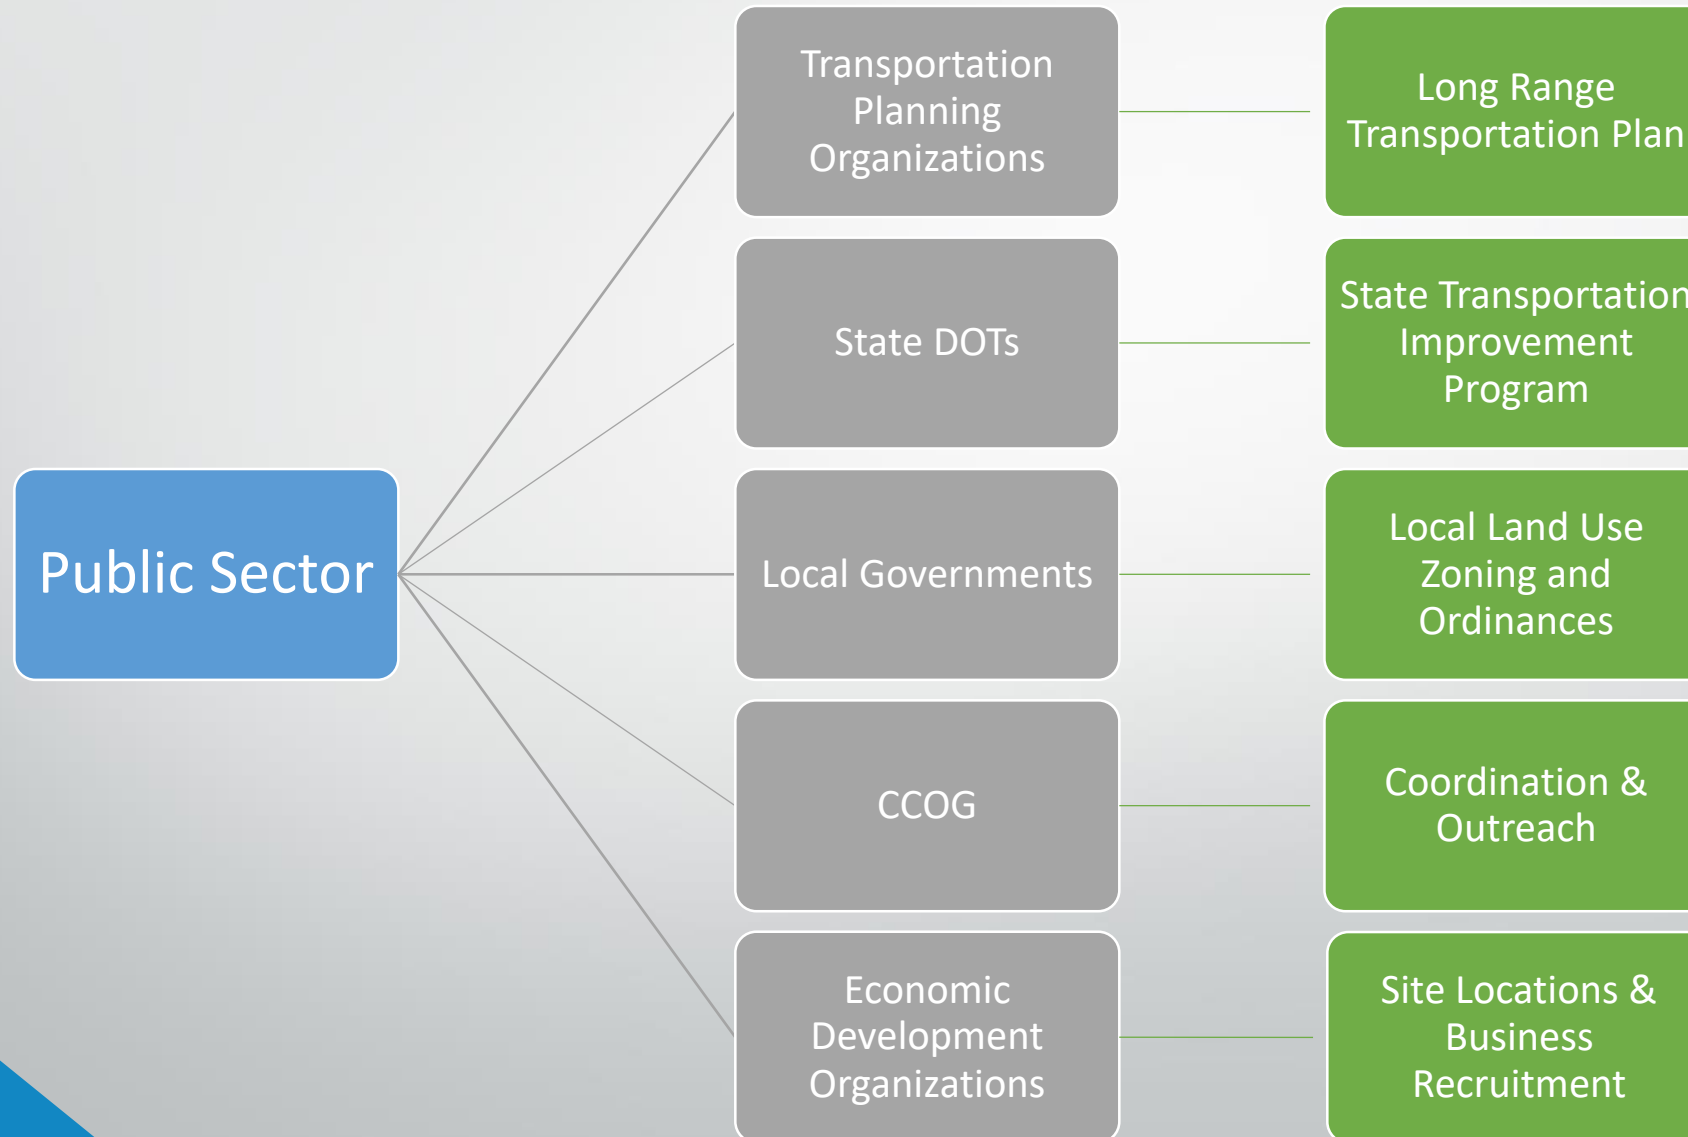 Public Sector
Transportation
Planning
Organizations
Long Range
Transportation Plan
State DOTs
State Transportation
Improvement
Program
Local Governments
Local Land Use
Zoning and
Ordinances
CCOG
Coordination &
Outreach
Economic
Development
Organizations
Site Locations &
Business
Recruitment